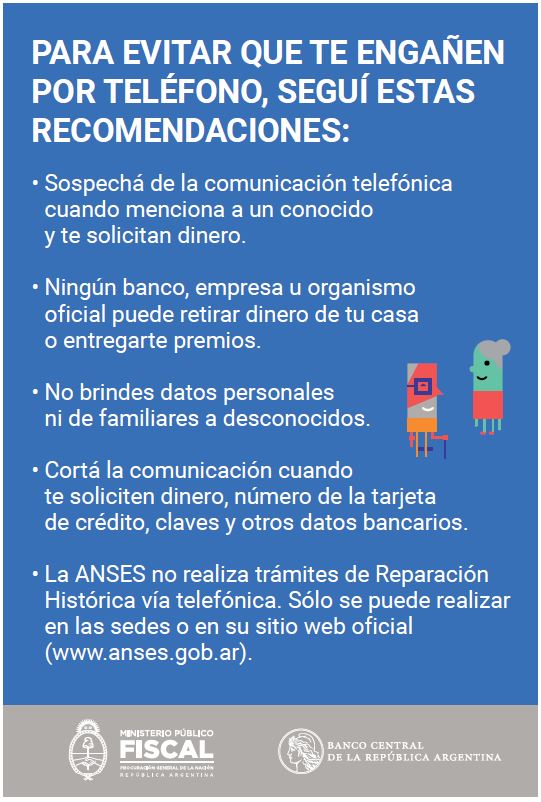 PARA EVITAR QUE TE ENGAÑEN
POR TELÉFONO, SEGUÍ ESTAS
RECOMENDACIONES:
• Sospechá de la comunicación telefónica
cuando menciona a un conocido
y te solicitan dinero.
• Ningún banco, empresa u organismo
oficial puede retirar dinero de tu casa
o entregarte premios.
• No brindes datos personales
ni de familiares a desconocidos.
• Cortá la comunicación cuando
te soliciten dinero, número de la tarjeta
de crédito, claves y otros datos bancarios.
• La ANSES no realiza trámites de Reparación
Histórica vía telefónica. Sólo se puede realizar
en las sedes o en su sitio web oficial
(www.anses.gob.ar).
MINISTERIO PÚBLICO
FISCAL
PROCURACIÓN GENERAL DE LA NACIÓN
REPÚBLICA ARGENTINA
BANCO CENTRAL
DE LA REPÚBLICA ARGENTINA